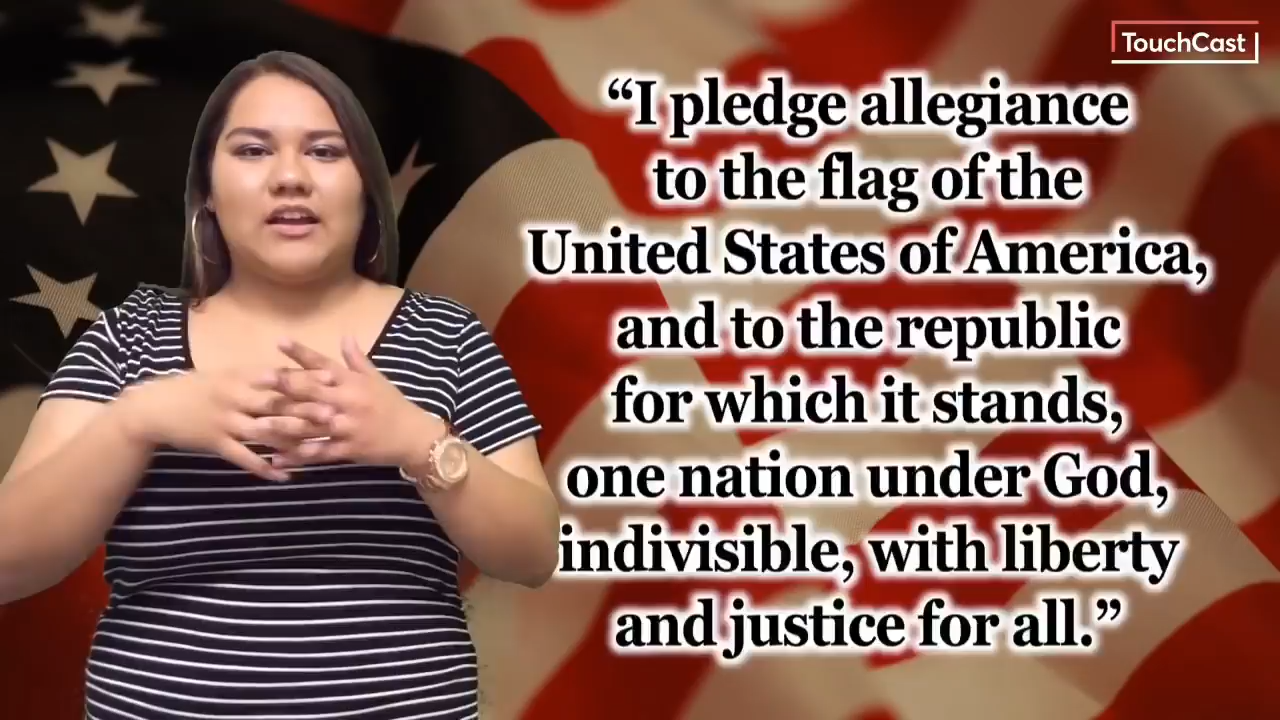 TouchCast
“I pledge allegiance
to the flag of the
United States of America,
and to the republic
for which it stands,
one nation under God,
indivisible, with liberty
and justice for all.”